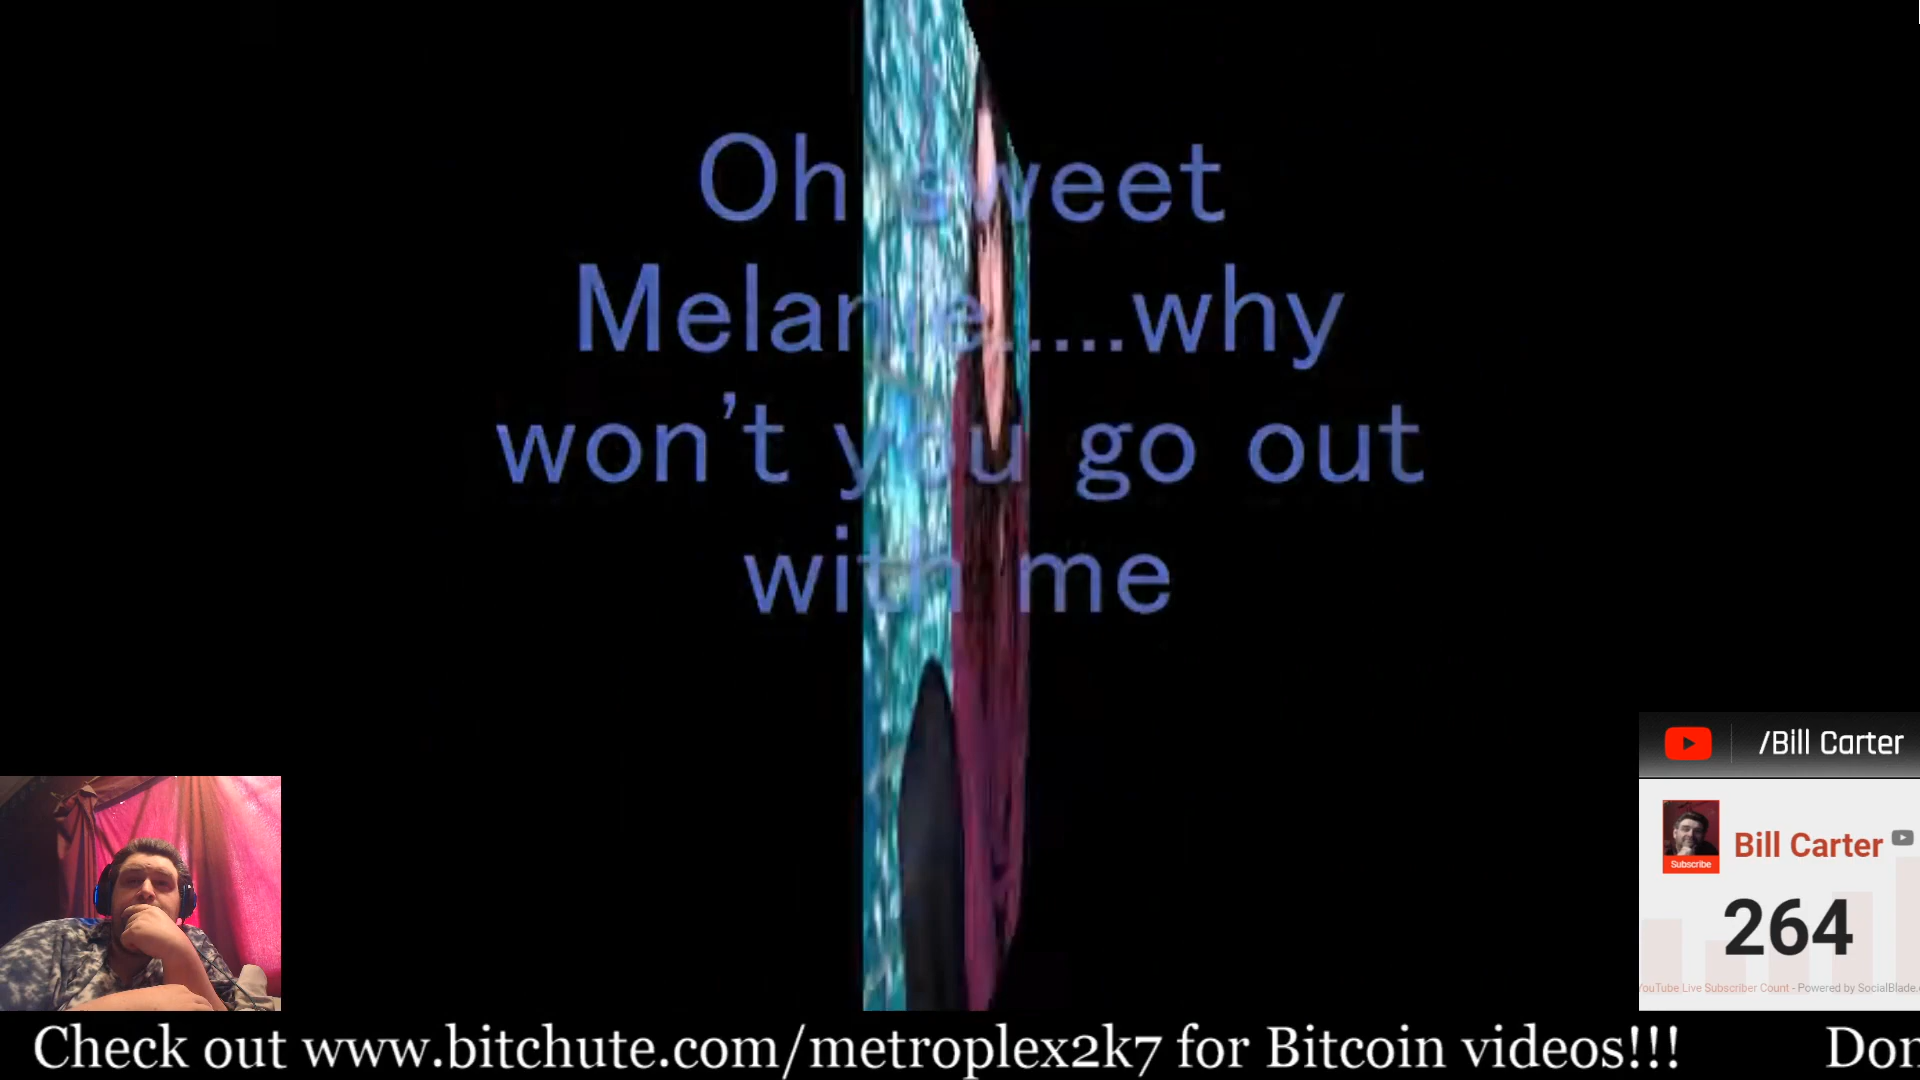 Oh sweet
Melanie.....why
won't you go out
with me
/Bill Carter
Subscribe
Bill Carter
264
YouTube Live Subscriber Count - Powered by SocialBlade.c
Check out www.bitchute.com/metroplex2k7 for Bitcoin videos!!! Don